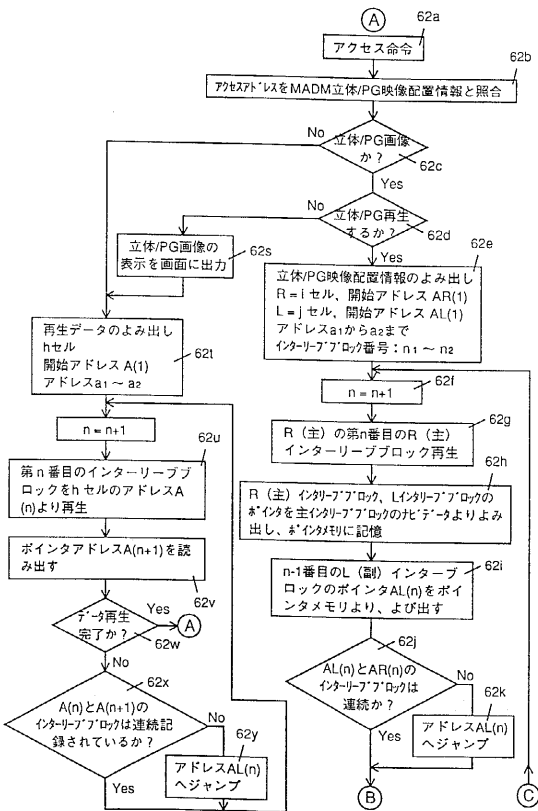 A
62a
アクセス命令
62b
アクセスアドレスをMADM立体/PG映像配置情報と照合
No
立体/PG画像
か?
62c
Yes
No
立体/PG再生
するか?
62d
Yes
立体/PG画像の
表示を画面に出力
62s
62e
立体/PG映像配置情報のよみ出し
R=iセル、開始アドレス AR(1)
L=jセル、開始アドレス AL(1)
アドレスa1からa2まで
インターリーブブロック番号:n1~n2
再生データのよみ出し
hセル
開始アドレス A(1)
アドレスa1~a2
62t
62f
n=n+1
n=n+1
62g
R(主)の第n番目のR(主)
インターリーブブロック再生
62u
第n番目のインターリーブブ
ロックをhセルのアドレスA
(n)より再生
62h
R(主)インタリーブブロック、Lインタリーブブロックの
ポインタを主インタリーブブロックのナビデータよりよみ
出し、ポインタメモリに記憶
ポインタアドレスA(n+1)を読
み出す
62v
62i
n-1番目のL(副)インターブ
ロックのポインタAL(n)をポイ
ンタメモリより、よび出す
データ再生
完了か?
Yes
A
62w
No
62j
AL(n)とAR(n)の
インターリーブブロックは
連続か?
No
62k
アドレスAL(n)
へジャンプ
Yes
62x
A(n)とA(n+1)の
インターリーブブロックは連続記
録されているか?
No
62y
アドレスAL(n)
へジャンプ
Yes
B
C